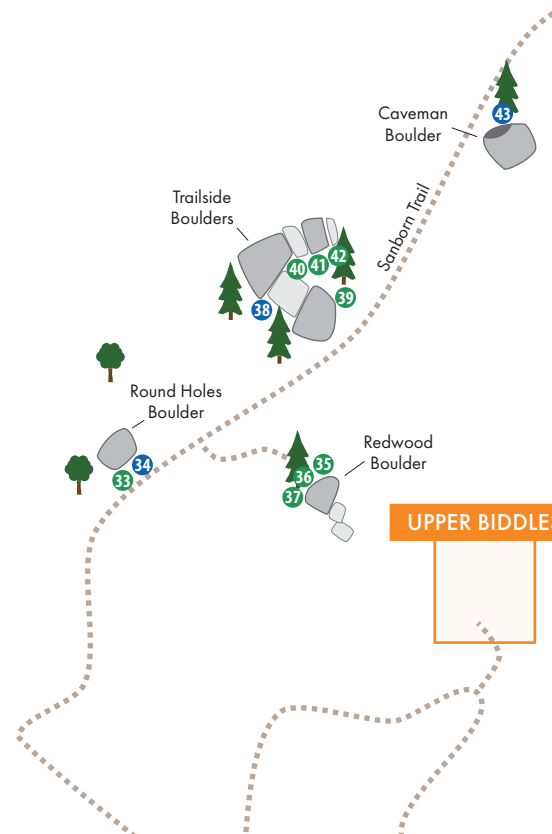 43
Caveman
Boulder
Sanborn Trail
Trailside
Boulders
42
41
40
39
38
Round Holes
Boulder
34
33
Redwood
Boulder
35
36
37
UPPER BIDDLE